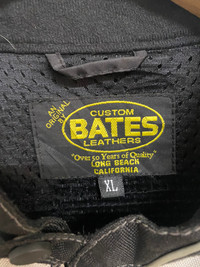 AN
ORIGINAL
BY
CUSTOM
BATES
LEATHERS
"Over 50 Years of Quality"
LONG BEACH
CALIFORNIA
XL